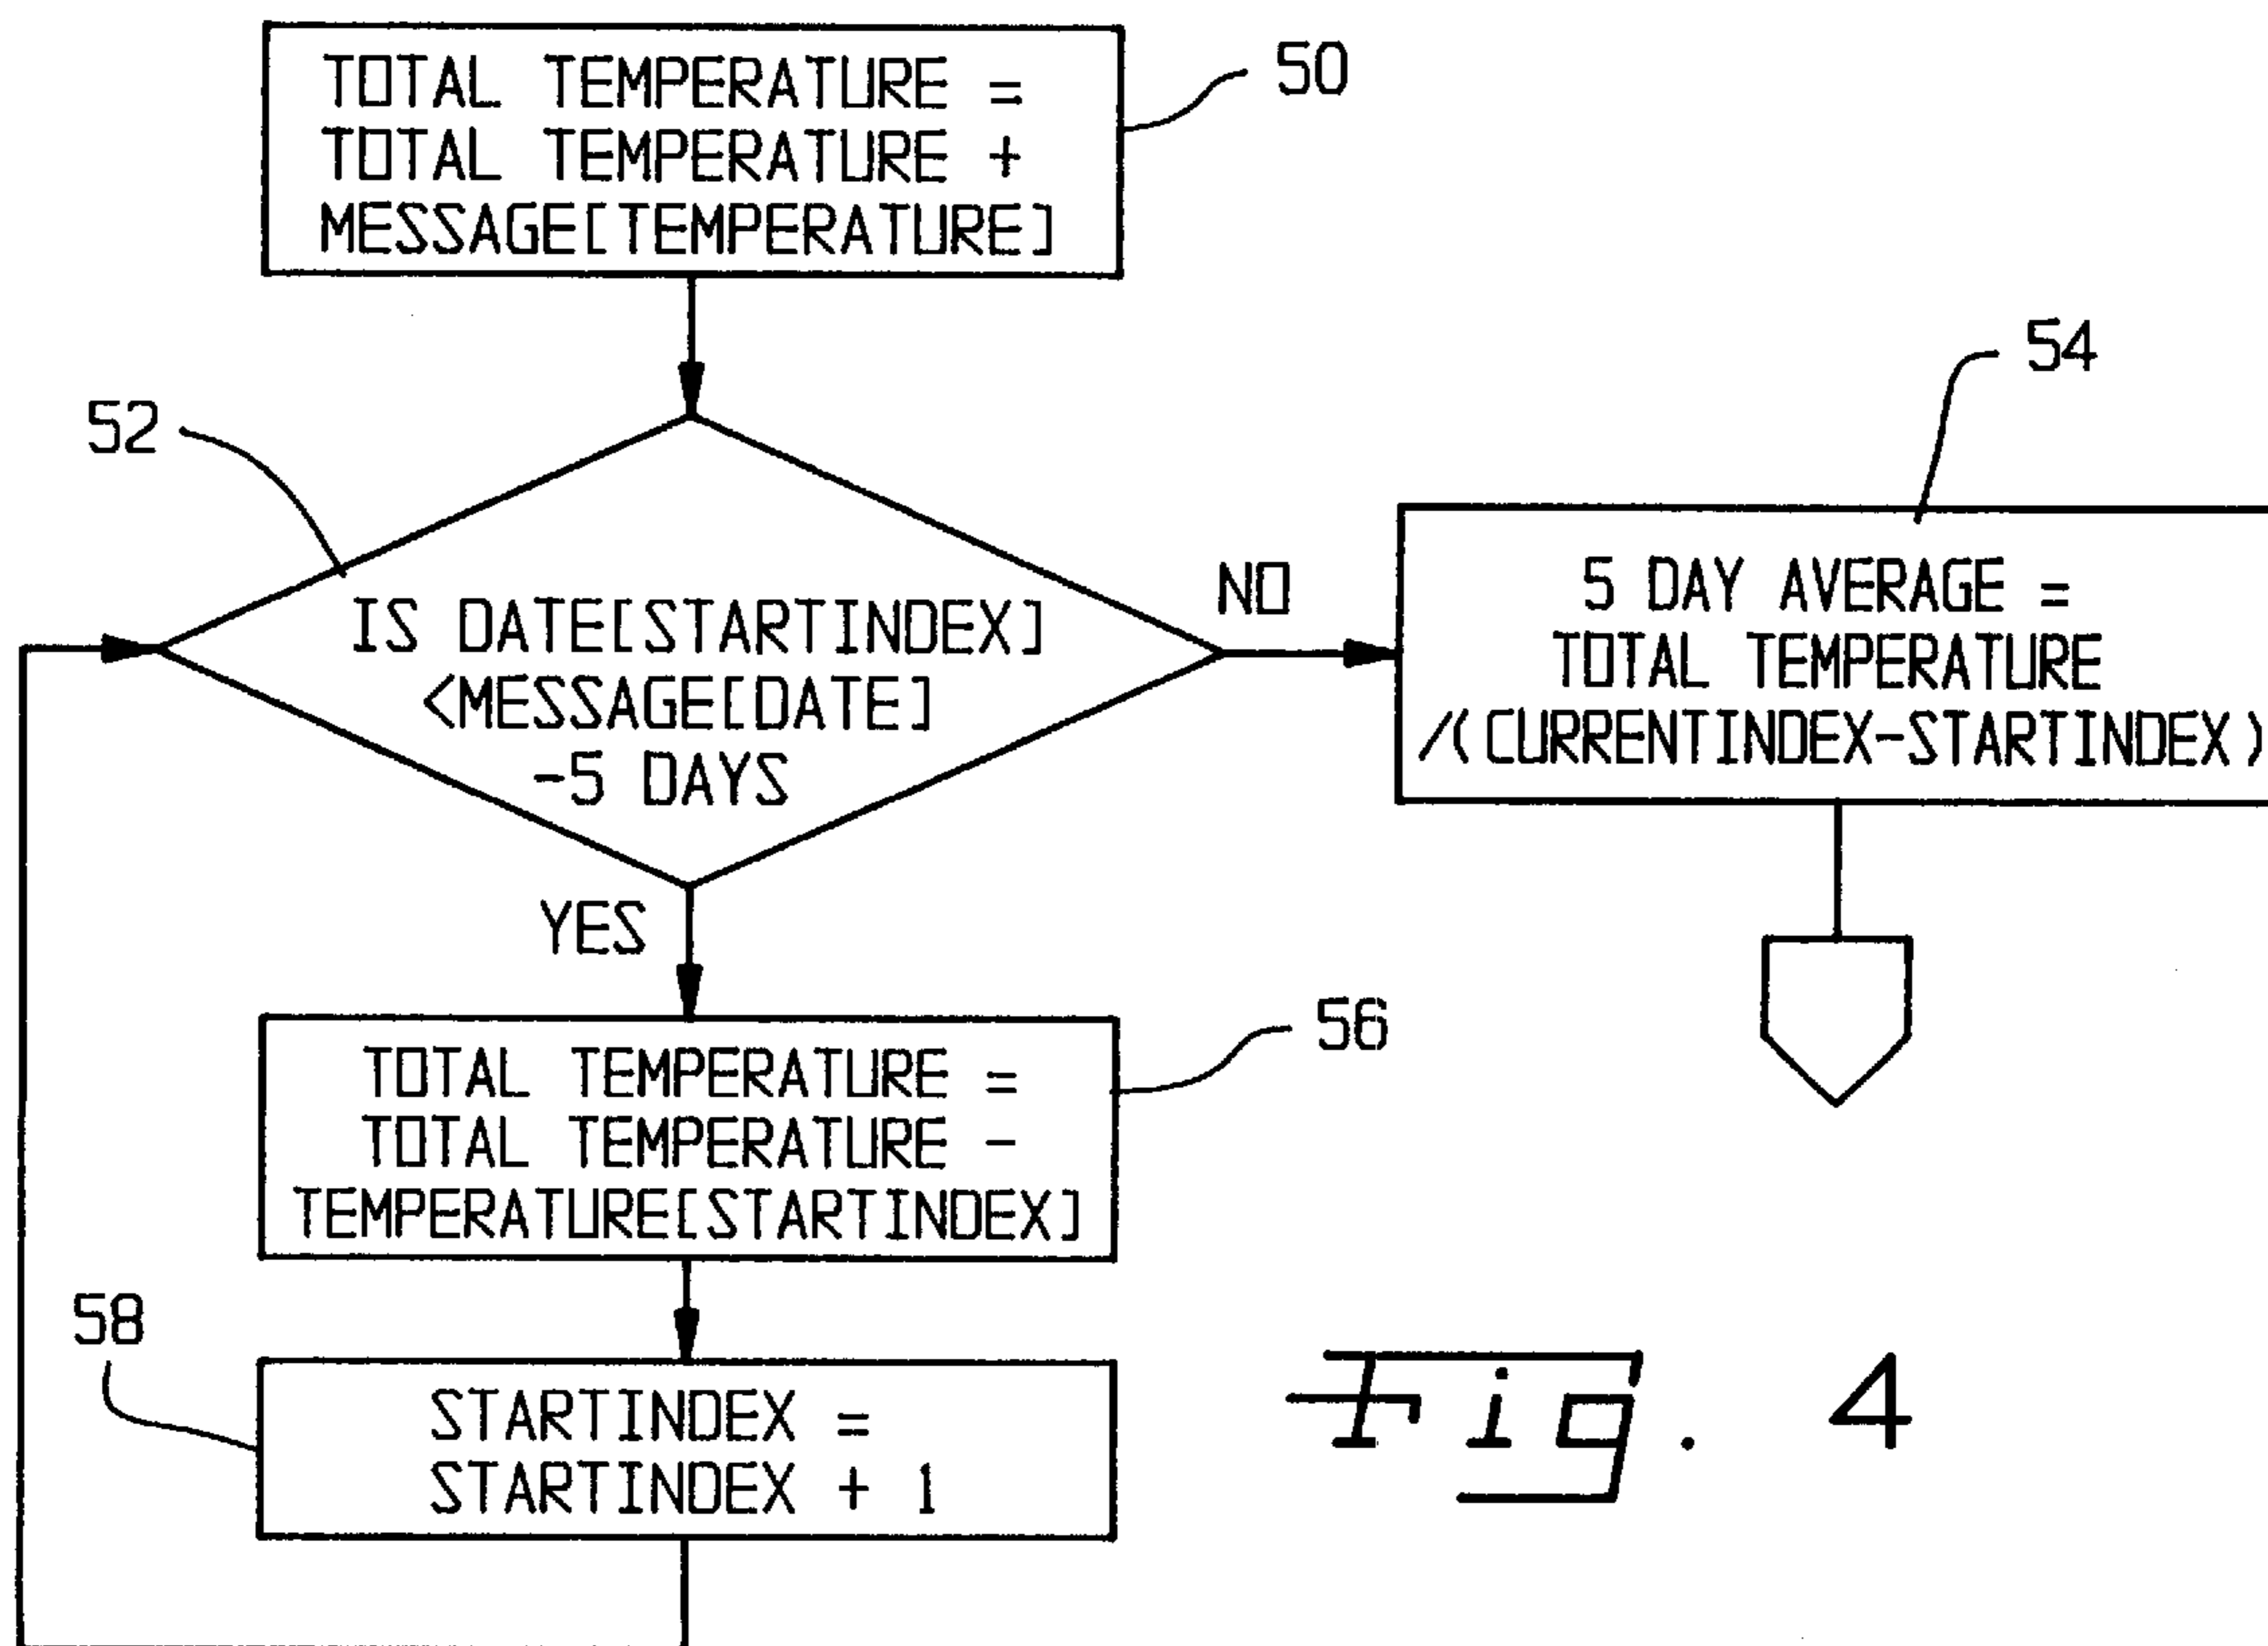 TOTAL TEMPERATURE =
TOTAL TEMPERATURE +
MESSAGE[TEMPERATURE]
50
52
IS DATE[STARTINDEX]
<MESSAGE[DATE]
-5 DAYS
NO
54
5 DAY AVERAGE =
TOTAL TEMPERATURE
/(CURRENTINDEX-STARTINDEX)
YES
56
TOTAL TEMPERATURE =
TOTAL TEMPERATURE -
TEMPERATURE[STARTINDEX]
58
STARTINDEX =
STARTINDEX + 1
Fig. 4